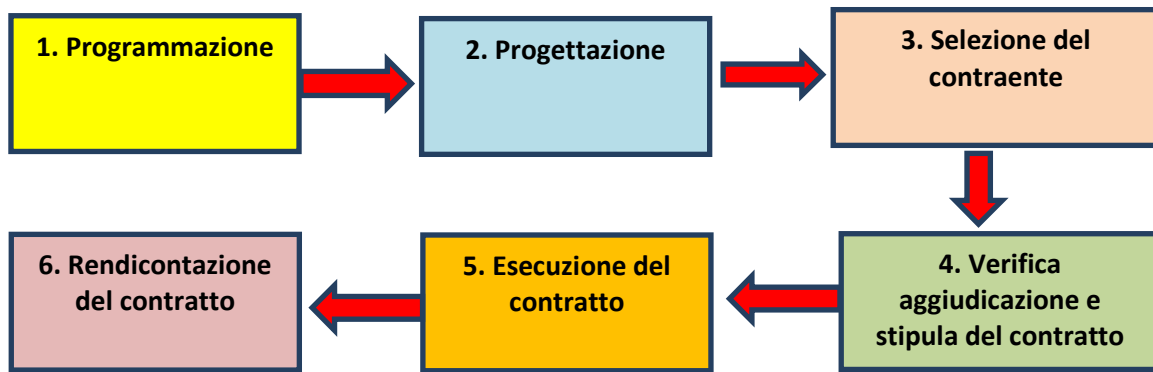 1. Programmazione
2. Progettazione
3. Selezione del
contraente
4. Verifica
aggiudicazione e
stipula del contratto
5. Esecuzione del
contratto
6. Rendicontazione
del contratto